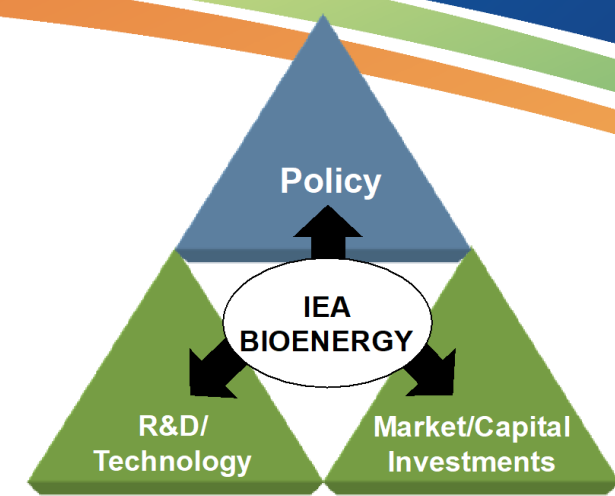 Policy
IEA
BIOENERGY
R&D/
Technology
Market/Capital
Investments